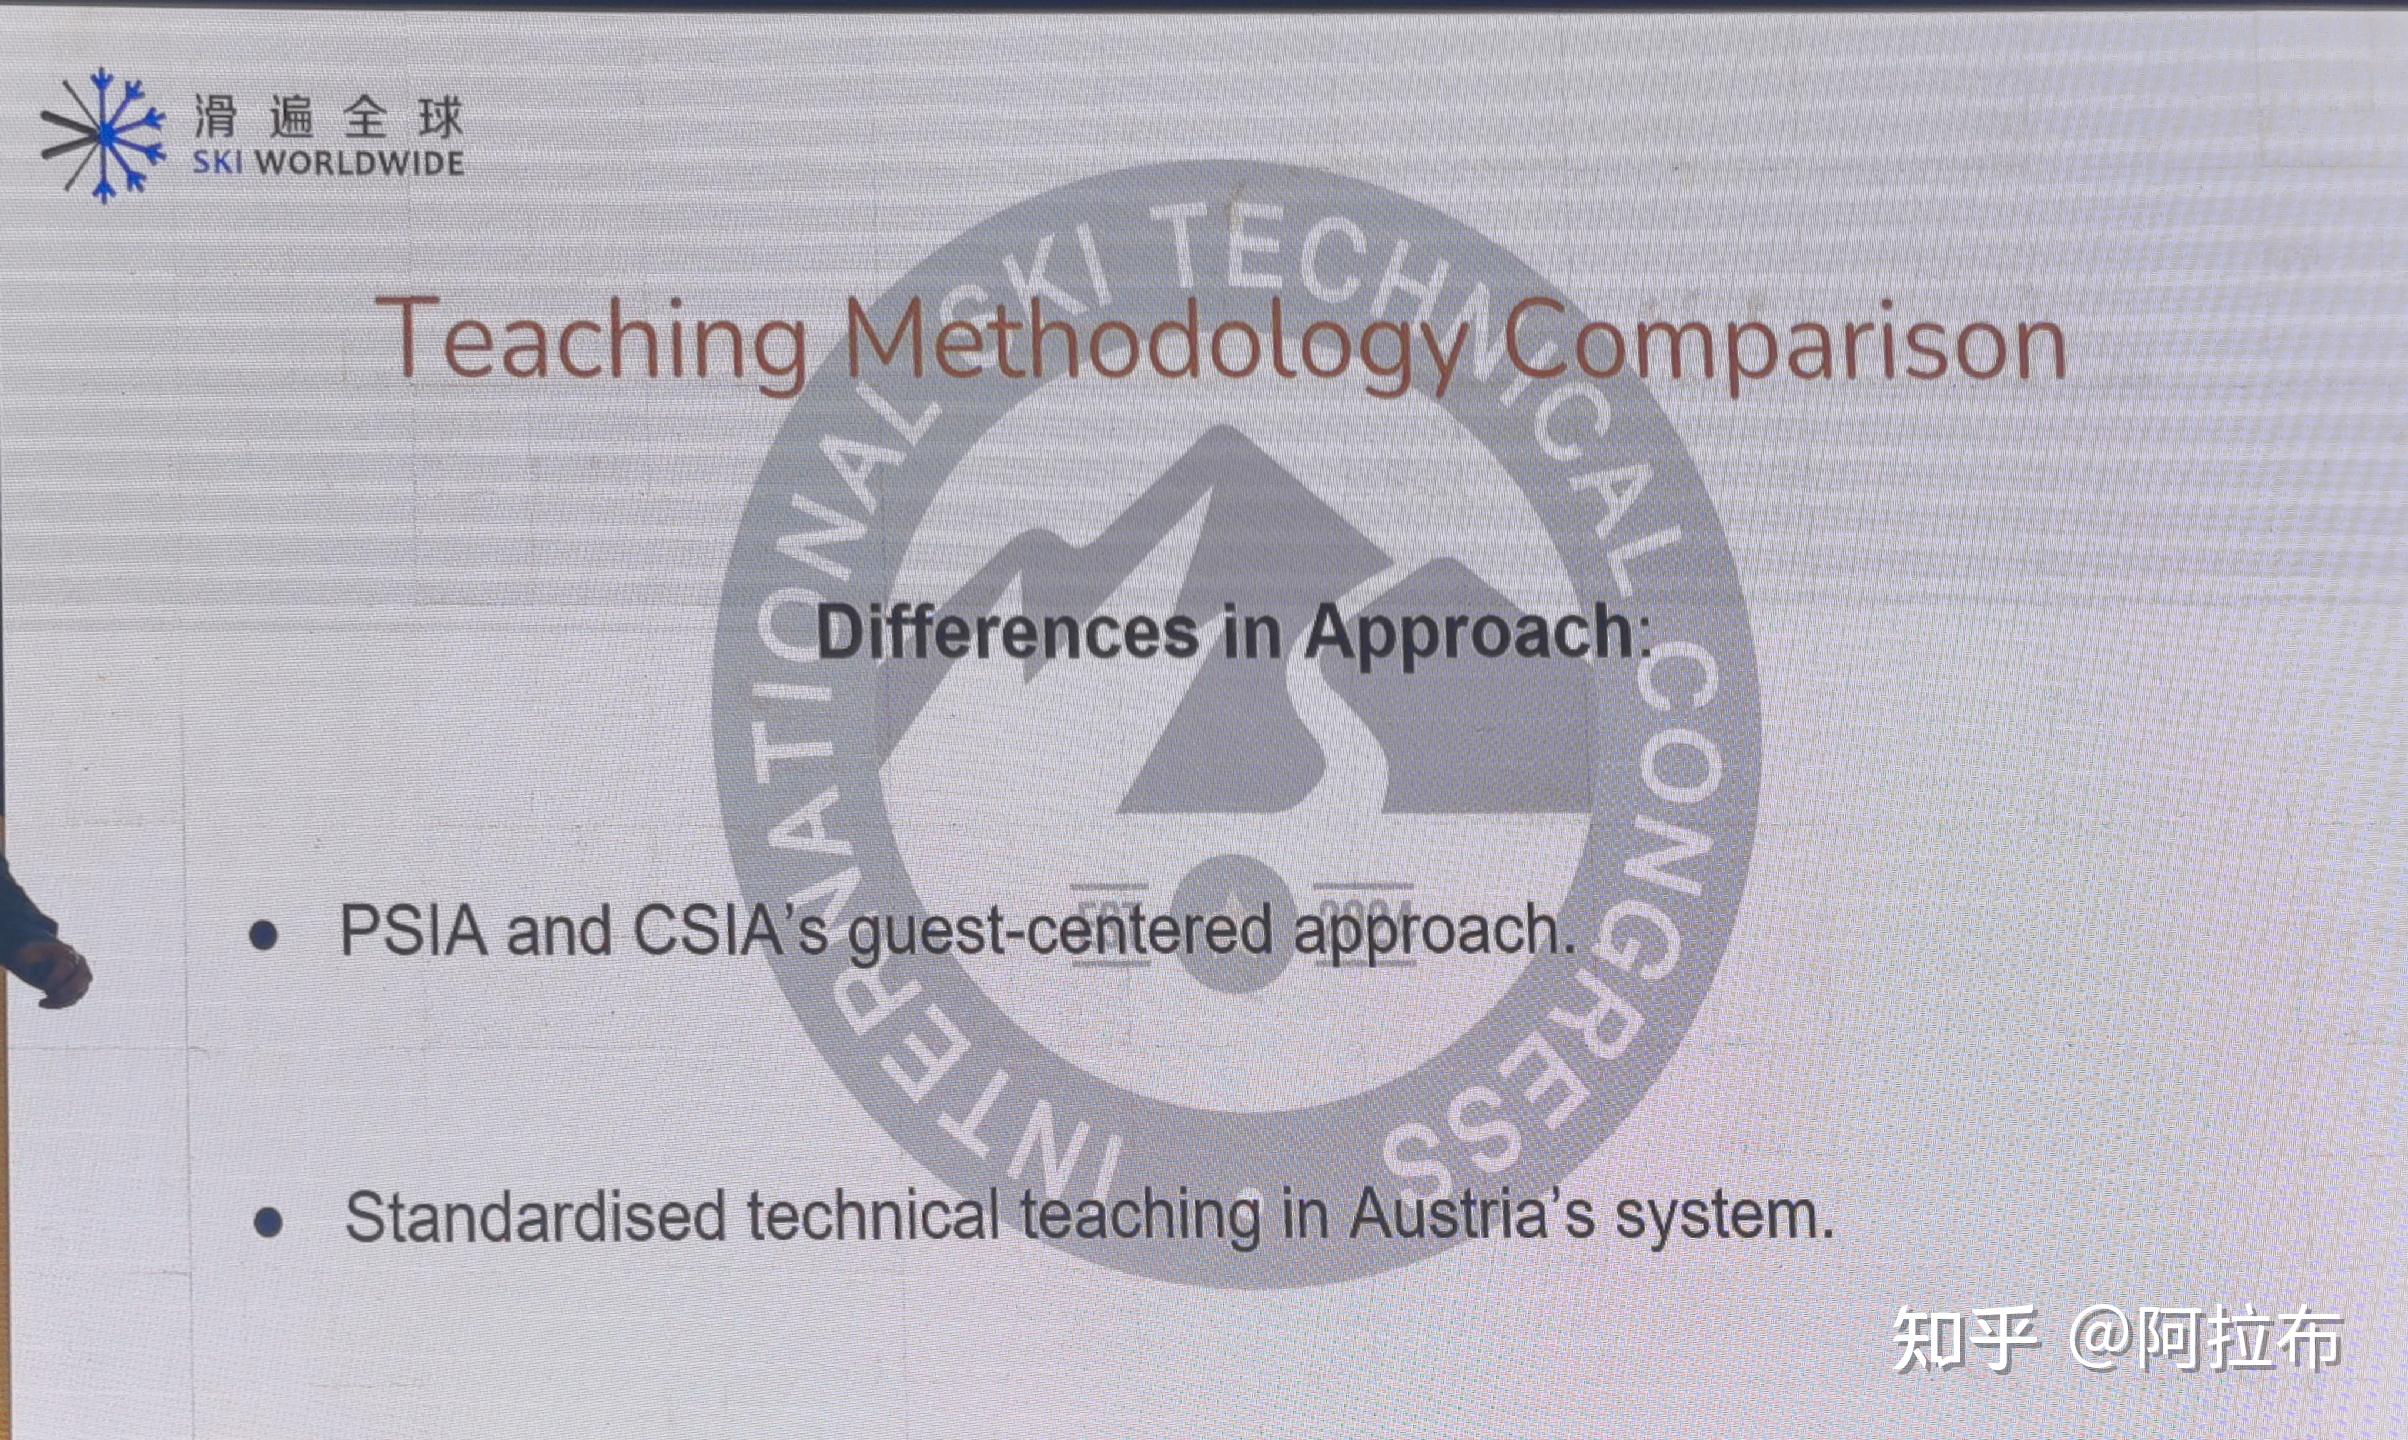 滑遍全球
SKI WORLDWIDE
INTERNATIONAL SKI TECHNICAL CONGRESS
Teaching Methodology Comparison
Differences in Approach:
• PSIA and CSIA's guest-centered approach.
• Standardised technical teaching in Austria's system.
知乎 @阿拉布